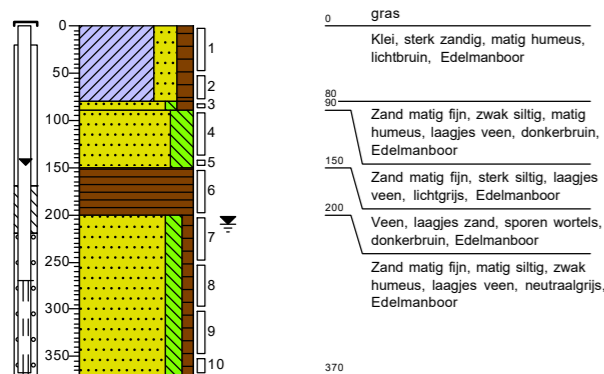 0
50
100
150
200
250
300
350
1
2
3
4
5
6
7
8
9
10
0
gras
Klei, sterk zandig, matig humeus,
lichtbruin, Edelmanboor
80
90
Zand matig fijn, zwak siltig, matig
humeus, laagjes veen, donkerbruin,
Edelmanboor
150
Zand matig fijn, sterk siltig, laagjes
veen, lichtgrijs, Edelmanboor
200
Veen, laagjes zand, sporen wortels,
donkerbruin, Edelmanboor
Zand matig fijn, matig siltig, zwak
humeus, laagjes veen, neutraalgrijs,
Edelmanboor
370